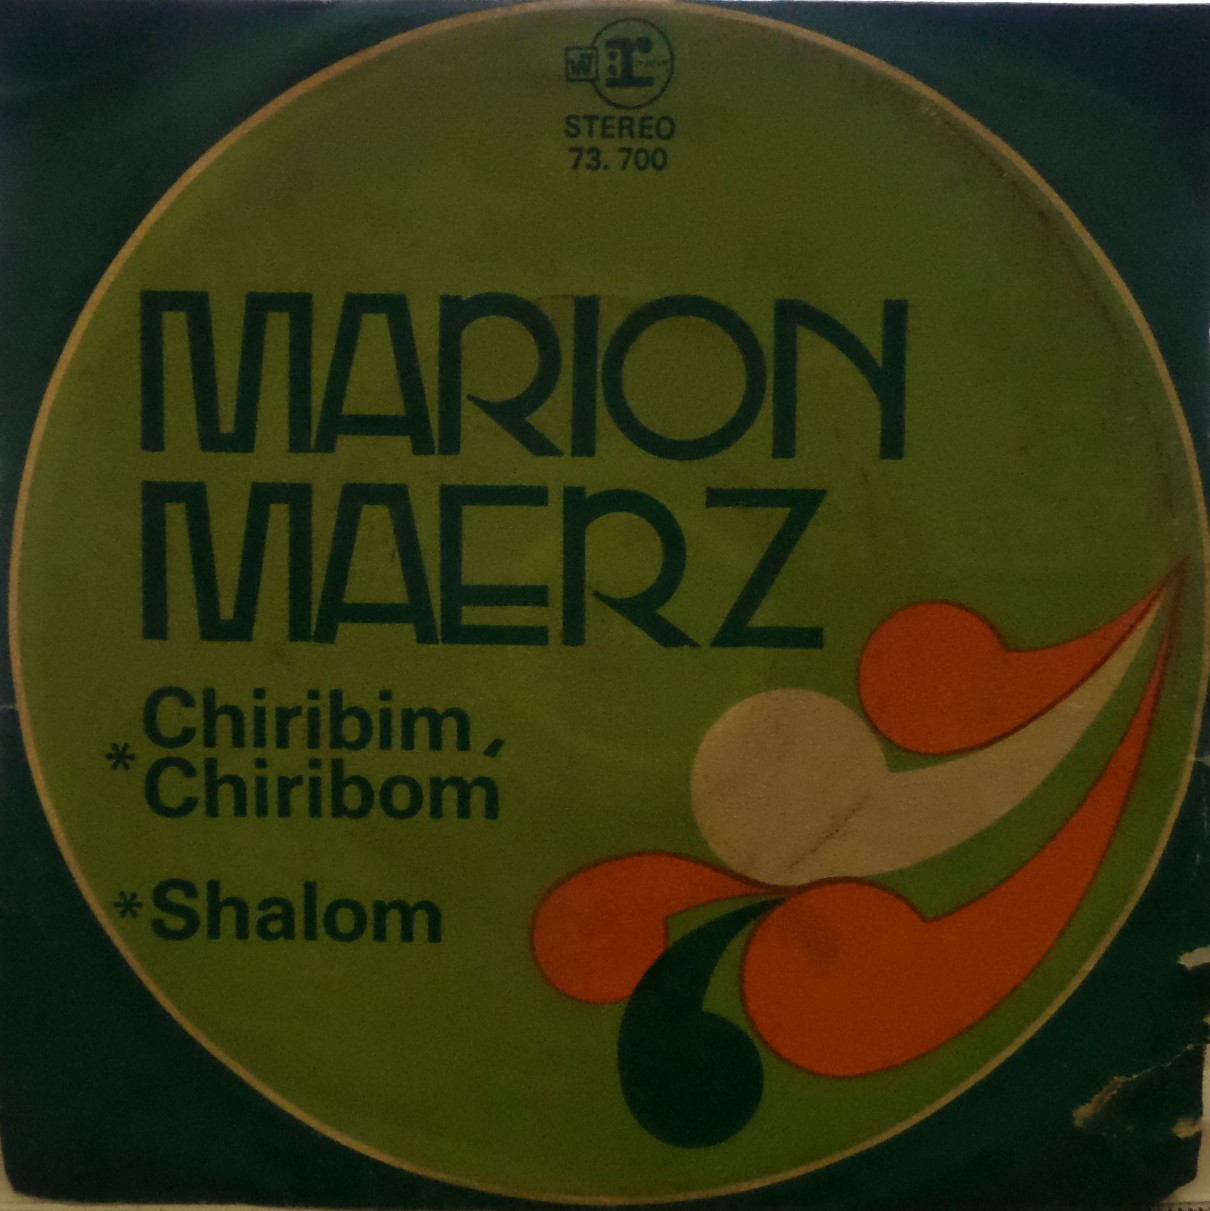 W r
STEREO
73. 700
MARION
MAERZ
Chiribim,
* Chiribom
* Shalom